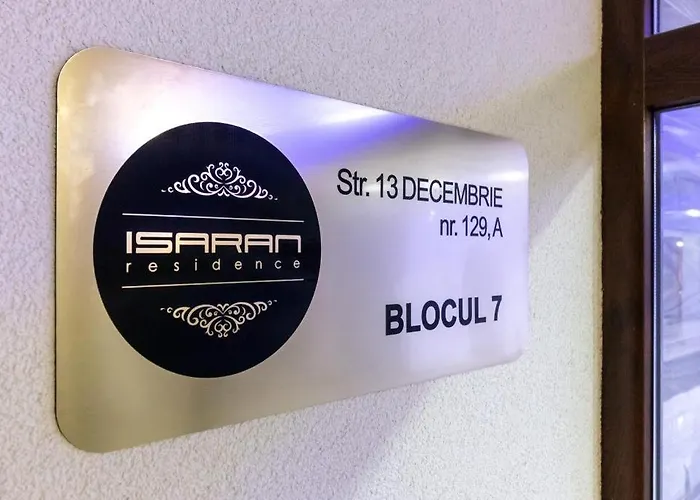 ISARAN
residence
Str. 13 DECEMBRIE
nr. 129, A
BLOCUL 7